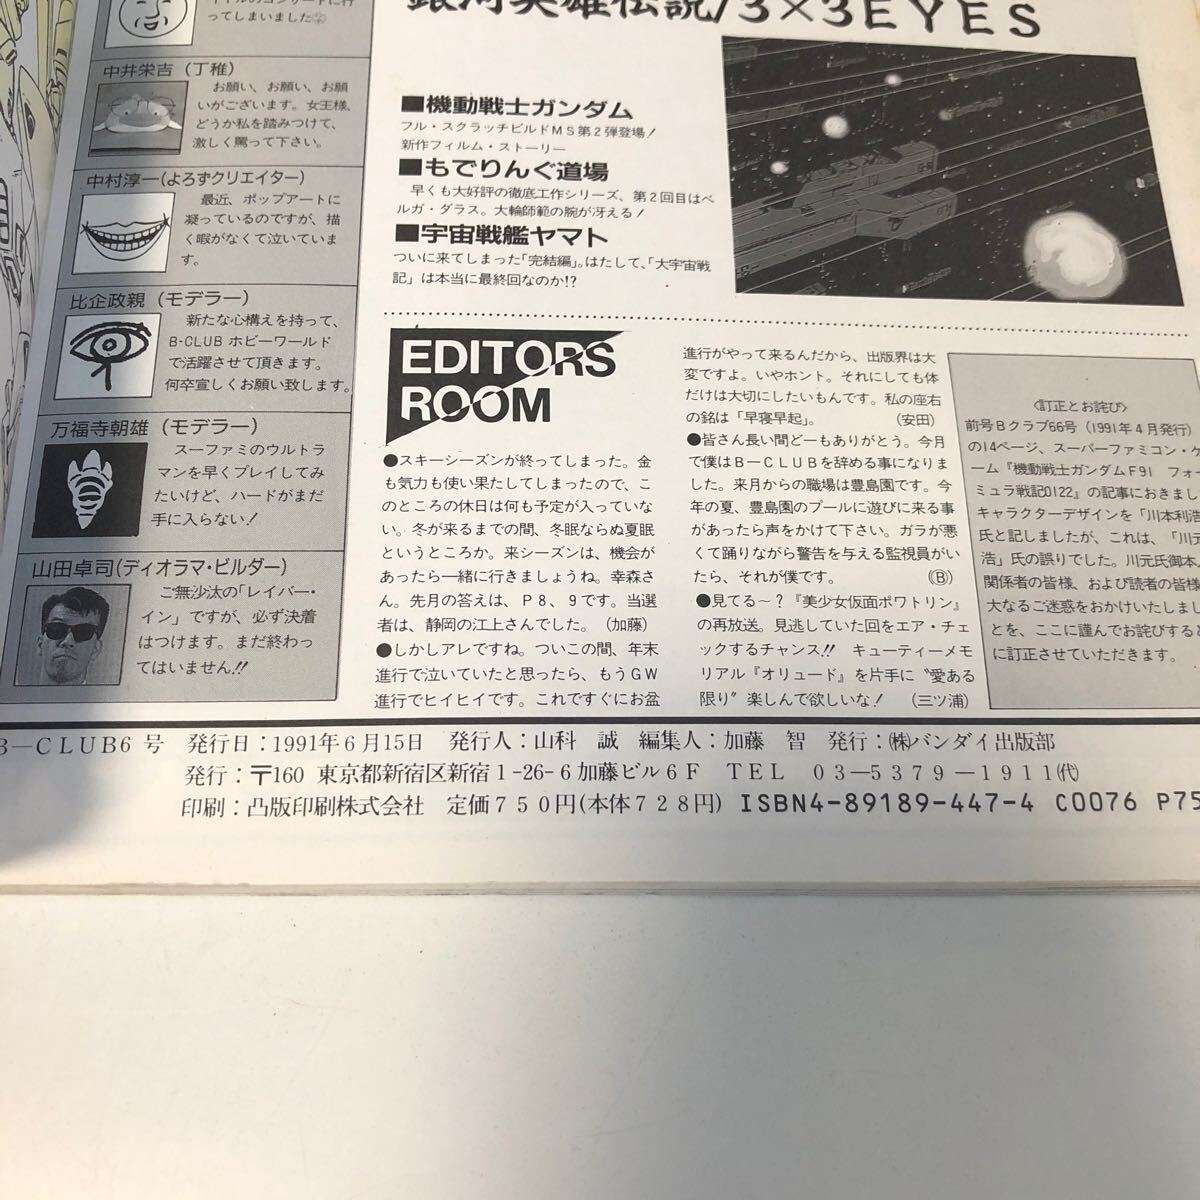 ってしまいました
中井栄吉（丁稚）
お願い、お願い、お願
いがございます。女王様、
どうか私を踏みつけて、
激しく罵って下さい。
中村淳一（よろずクリエイター）
最近、ポップアートに
凝っているのですが、描
く暇がなくて泣いていま
す。
比企政親（モデラー）
新たな心構えを持って、
B-CLUB ホビーワールド
で活躍させて頂きます。
何卒宣しくお願い致します。
万福寺朝雄（モデラー）
スーファミのウルトラ
マンを早くプレイしてみ
たいけど、ハードがまだ
手に入らない!
山田卓司（ディオラマ・ビルダー）
ご無沙汰の「レイバー・
イン」ですが、必ず決着
はつけます。まだ終わっ
てはいません!!
銀河英雄伝説/3×3EYES
■機動戦士ガンダム
フル・スクラッチビルドMS第2弾登場!
新作フィルム・ストーリー
■もでりんぐ道場
早くも大好評の徹底工作シリーズ、第2回目はベ
ルガ・ダラス。大輪師範の腕が冴える!
■宇宙戦艦ヤマト
ついに来てしまった「完結編」。はたして、「大宇宙戦
記」は本当に最終回なのか!?
EDITORS
ROOM
●スキーシーズンが終ってしまった。金
も気力も使い果たしてしまったので、こ
のところの休日は何も予定が入っていな
い。冬が来るまでの間、冬眠ならぬ夏眠
というところか。来シーズンは、機会が
あったら一緒に行きましょうね。幸森さ
ん。先月の答えは、P8、9です。当選
者は、静岡の江上さんでした。（加藤）
●しかしアレですね。ついこの間、年末
進行で泣いていたと思ったら、もうGW
進行でヒイヒイです。これですぐにお盆
進行がやって来るんだから、出版界は大
変ですよ。いやホント。それにしても体
だけは大切にしたいもんです。私の座右
の銘は「早寝早起」。（安田）
●皆さん長い間どーもありがとう。今月
で僕はB－CLUBを辞める事になりま
した。来月からの職場は豊島園です。今
年の夏、豊島園のプールに遊びに来る事
があったら声をかけて下さい。ガラが悪
くて踊りながら警告を与える監視員がい
たら、それが僕です。（B）
●見てる～?『美少女仮面ポワトリン』
の再放送。見逃していた回をエア・チェ
ックするチャンス!! キューティーメモ
リアル『オリュード』を片手に〝愛ある
限り〟楽しんで欲しいな!（三ツ浦）
〈訂正とお詫び〉
前号Bクラブ66号（1991年4月発行）
の14ページ、スーパーファミコン・ゲ
ーム『機動戦士ガンダムF91 フォー
ミュラ戦記0122』の記事におきまし
キャラクターデザインを「川本利浩
氏と記しましたが、これは、「川元
浩」氏の誤りでした。川元氏御本人
関係者の皆様、および読者の皆様
大なるご迷惑をおかけいたしまし
とを、ここに謹んでお詫びすると
に訂正させていただきます。
B－CLUB6号 発行日：1991年6月15日 発行人：山科 誠 編集人：加藤 智 発行：㈱バンダイ出版部
発行：〒160 東京都新宿区新宿1-26-6加藤ビル6F TEL 03－5379－1911㈹
印刷：凸版印刷株式会社 定価750円（本体728円） ISBN4-89189-447-4 C0076 P75